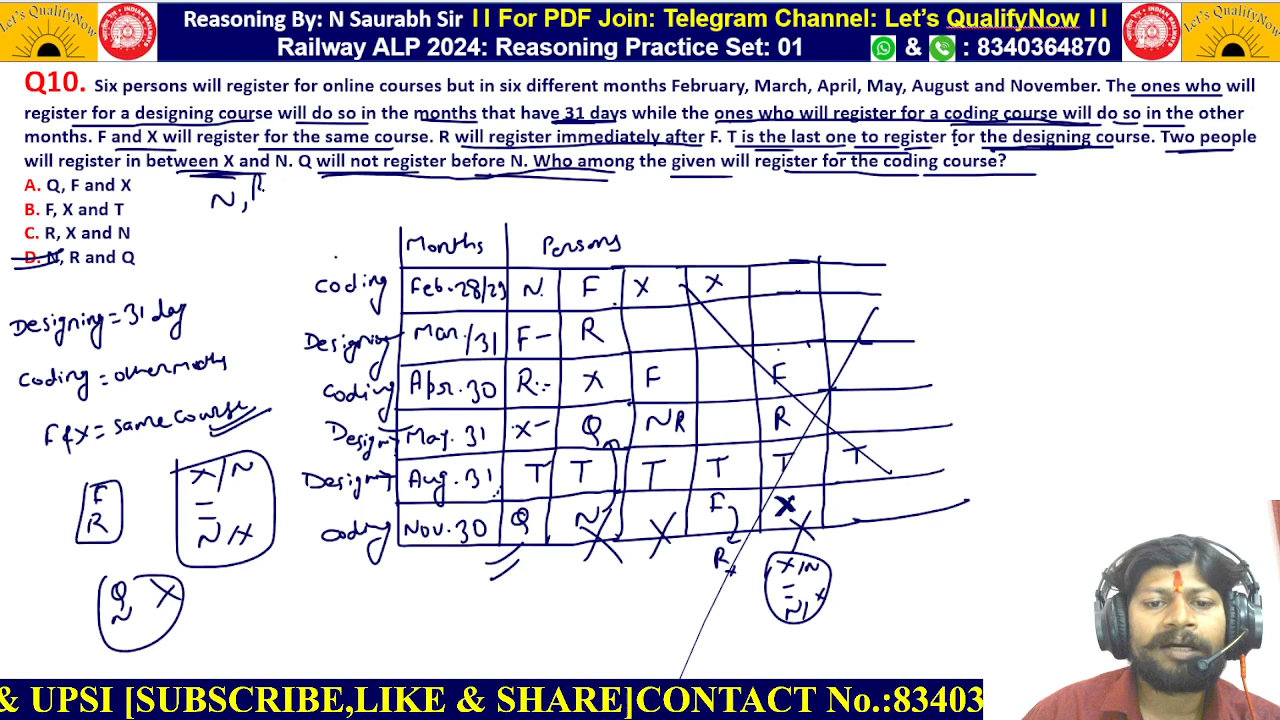 Reasoning By: N Saurabh Sir II For PDF Join: Telegram Channel: Let's QualifyNow II
Railway ALP 2024: Reasoning Practice Set: 01 & : 8340364870
Let's QualifyNow
Let's QualifyNow
Q10. Six persons will register for online courses but in six different months February, March, April, May, August and November. The ones who will
register for a designing course will do so in the months that have 31 days while the ones who will register for a coding course will do so in the other
months. F and X will register for the same course. R will register immediately after F. T is the last one to register for the designing course. Two people
will register in between X and N. Q will not register before N. Who among the given will register for the coding course?
A. Q, F and X
B. F, X and T
C. R, X and N
D. N, R and Q
N, R
Months Persons
Coding Feb. 28/29 N. F X X
Designing Mar./31 F- R
Coding Apr. 30 R X F F
Design May. 31 X- Q N R R
Designing Aug. 31 T T T T T T
Coding Nov. 30 Q N X F X X
R
Designing = 31 day
Coding = other months
F & X = Same Course
F
R
X/N
=
N/X
Q X
N
X/N
=
N/X
& UPSI [SUBSCRIBE,LIKE & SHARE]CONTACT No.:83403